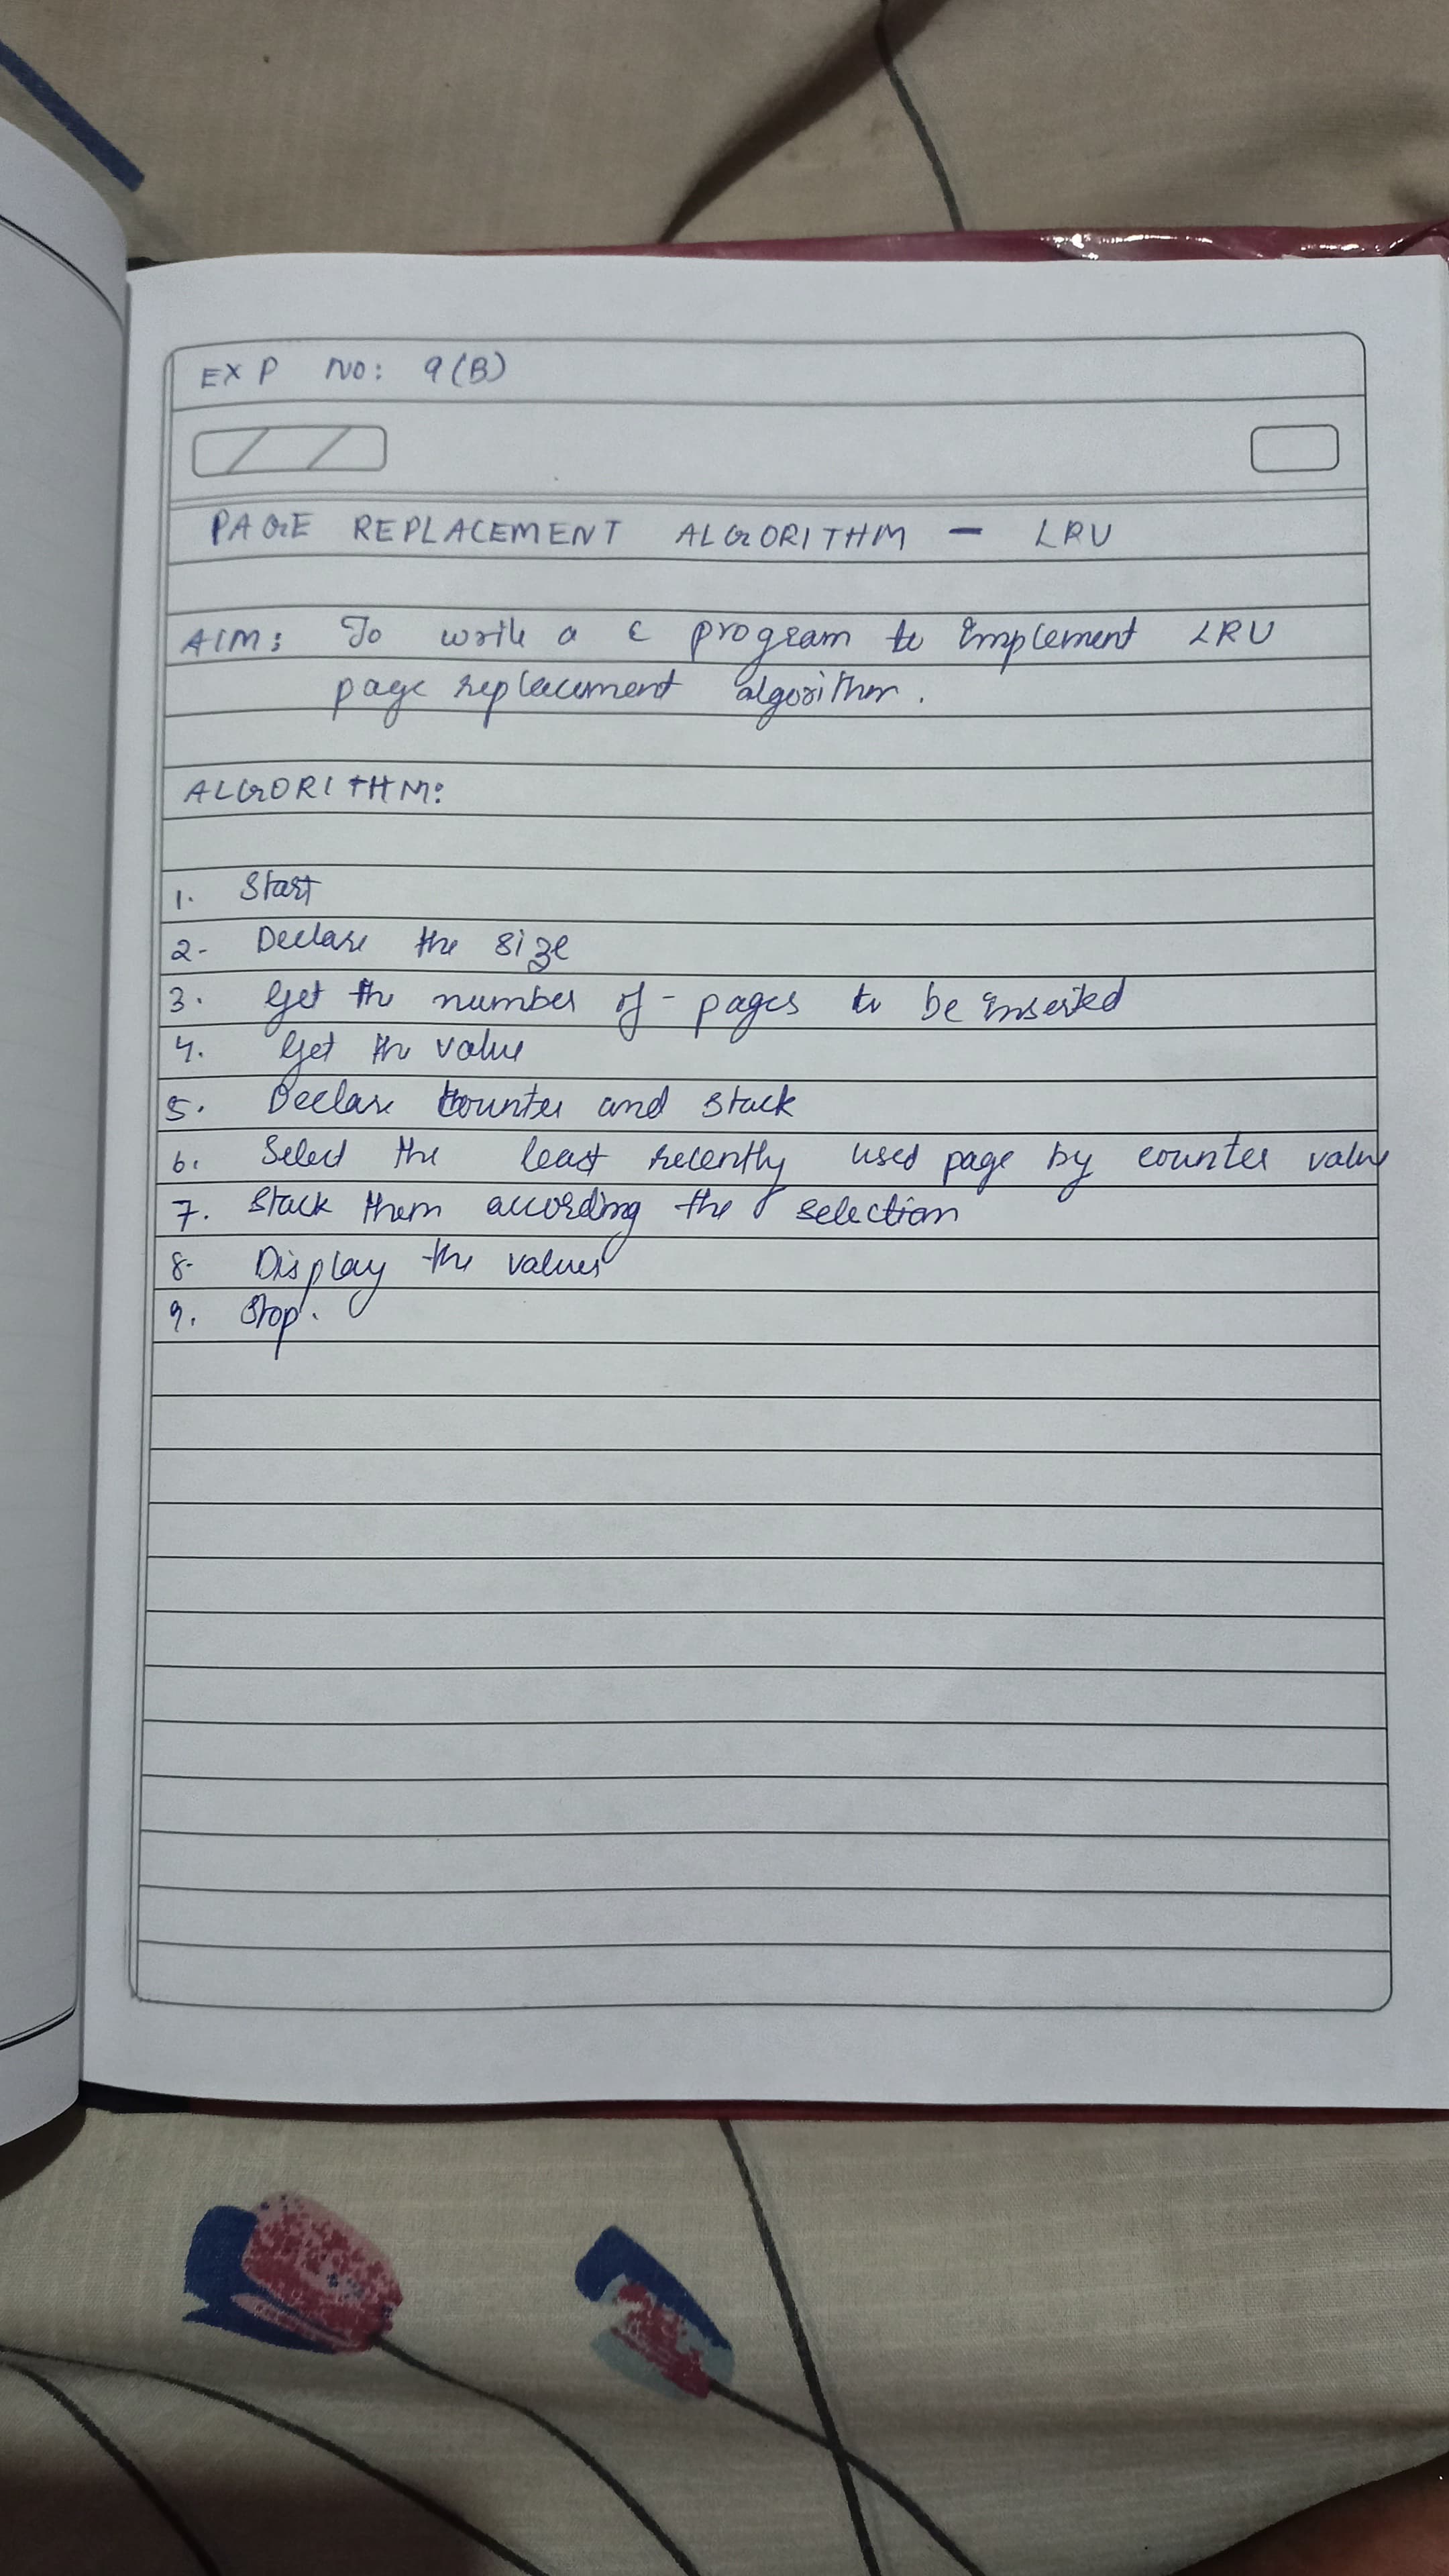 EXP NO: 9(B)
PAGE REPLACEMENT ALGORITHM - LRU
AIM: To write a C program to implement LRU
page replacement algorithm.
ALGORITHM:
1. Start
2. Declare the size
3. Get the number of pages to be inserted
4. Get the value
5. Declare counter and stack
6. Select the least recently used page by counter value
7. Stack them according the selection
8. Display the values
9. Stop.